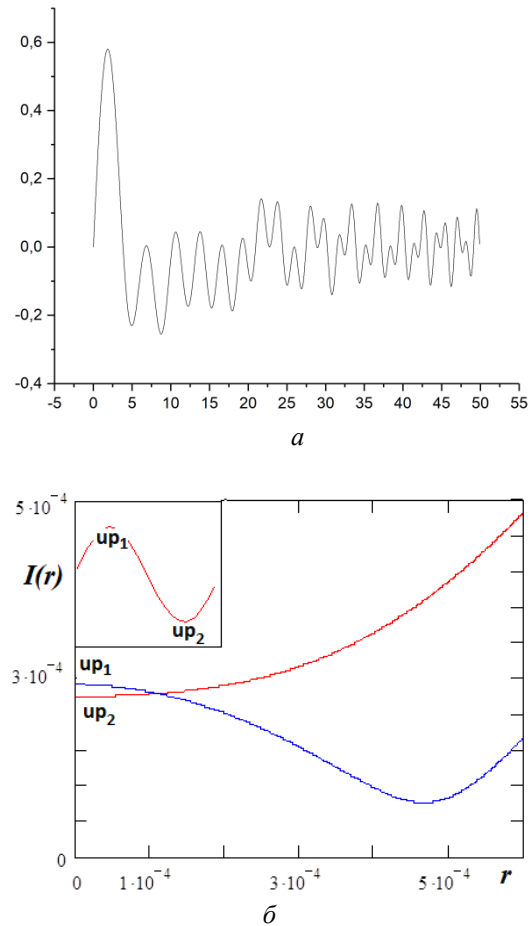 0,6
0,4
0,2
0,0
-0,2
-0,4
-5 0 5 10 15 20 25 30 35 40 45 50 55
а
5·10⁻⁴
up₁
I(r)
up₂
up₁
3·10⁻⁴
up₂
0
0 1·10⁻⁴ 3·10⁻⁴ 5·10⁻⁴ r
б